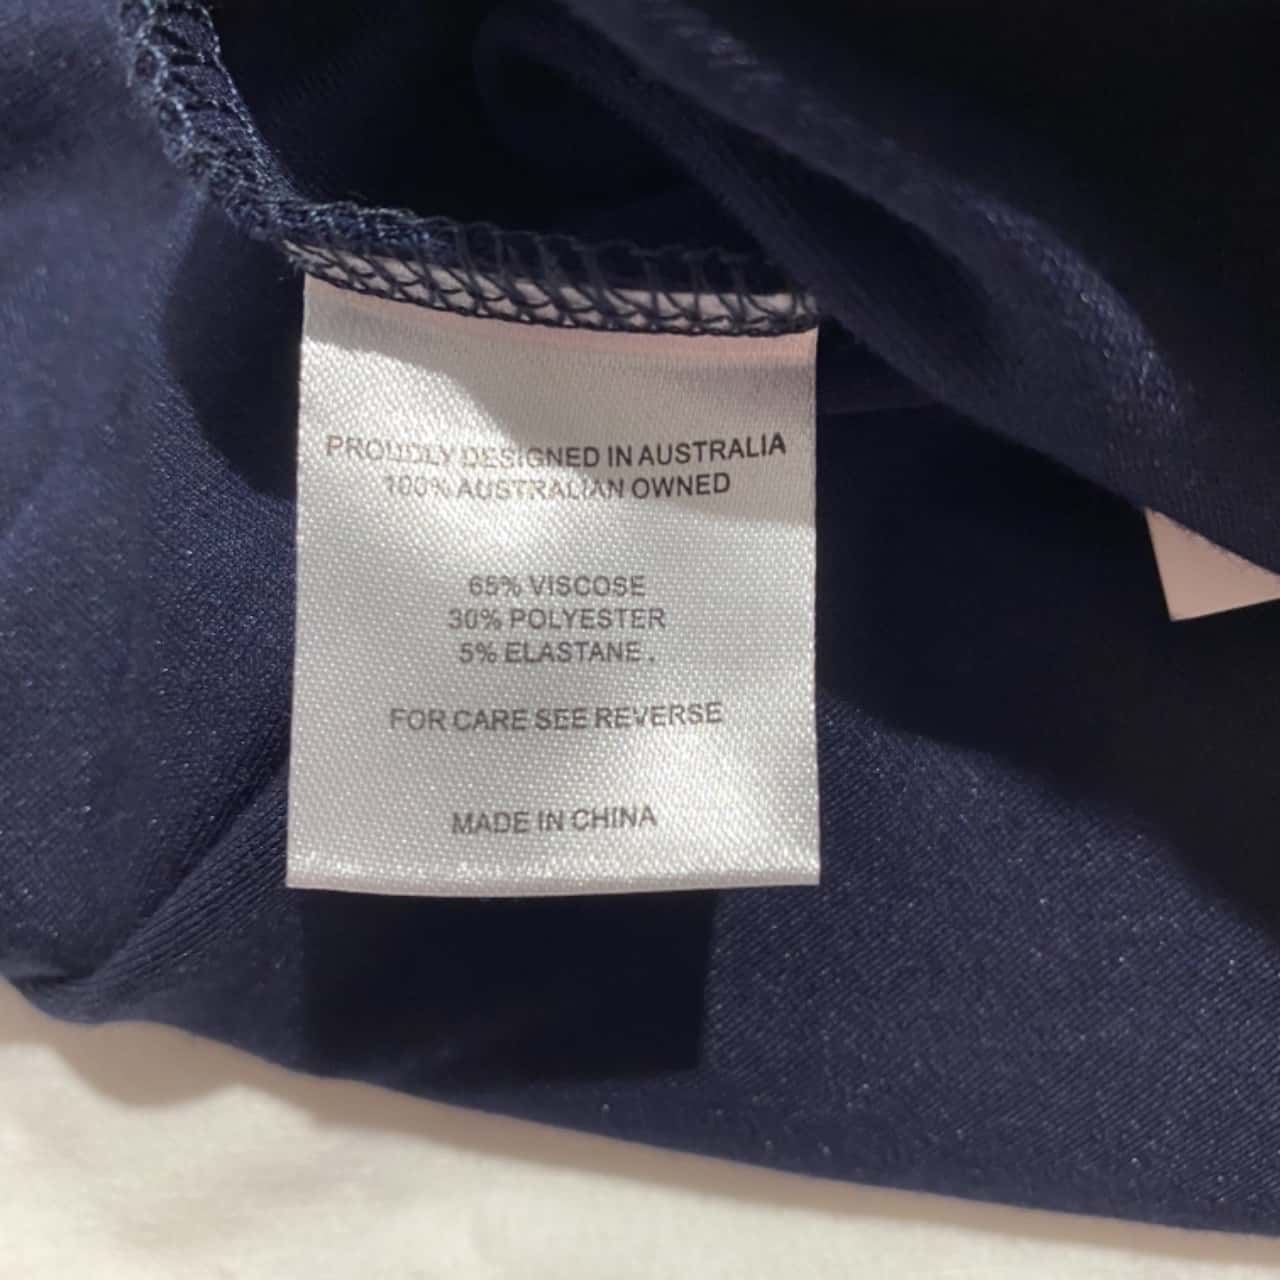 PROUDLY DESIGNED IN AUSTRALIA
100% AUSTRALIAN OWNED
65% VISCOSE
30% POLYESTER
5% ELASTANE .
FOR CARE SEE REVERSE
MADE IN CHINA